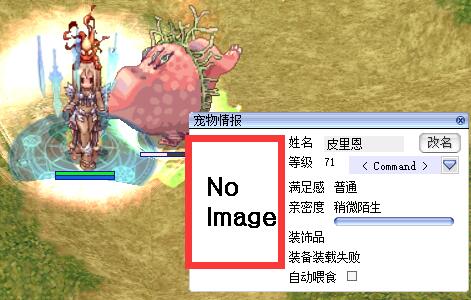 宠物情报
姓名 皮里恩 改名
等级 71 < Command >
满足感 普通
亲密度 稍微陌生
装饰品
装备装载失败
自动喂食
No
Image